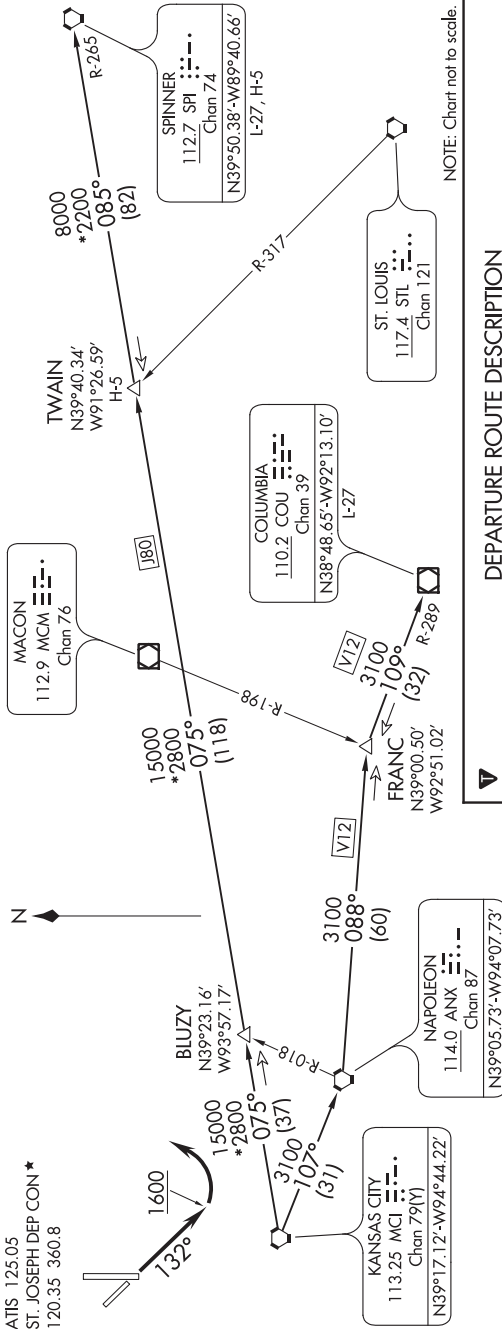 ATIS 125.05
ST. JOSEPH DEP CON ★
120.35 360.8
1600
132°
N
MACON
112.9 MCM
Chan 76
TWAIN
N39°40.34'
W91°26.59'
H-5
8000
*2200
085°
(82)
R-265
SPINNER
112.7 SPI
Chan 74
N39°50.38'-W89°40.66'
L-27, H-5
BLUZY
N39°23.16'
W93°57.17'
15000
*2800
075°
(37)
15000
*2800
075°
(118)
J80
R-317
R-198
R-018
3100
107°
(31)
KANSAS CITY
113.25 MCI
Chan 79(Y)
N39°17.12'-W94°44.22'
NAPOLEON
114.0 ANX
Chan 87
N39°05.73'-W94°07.73'
3100
088°
(60)
V12
FRANC
N39°00.50'
W92°51.02'
V12
3100
109°
(32)
R-289
COLUMBIA
110.2 COU
Chan 39
N38°48.65'-W92°13.10'
L-27
ST. LOUIS
117.4 STL
Chan 121
NOTE: Chart not to scale.
T
DEPARTURE ROUTE DESCRIPTION